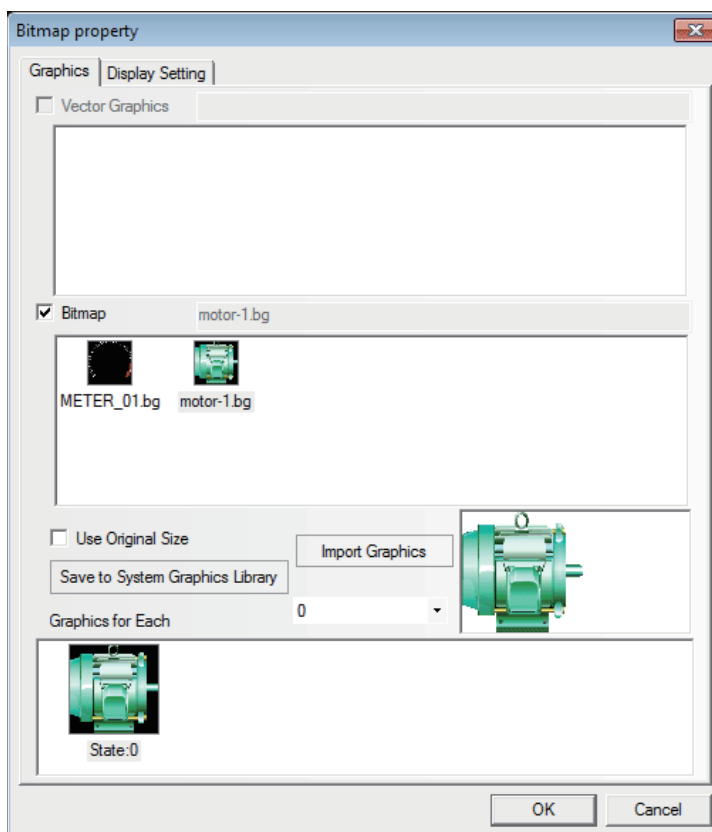 Bitmap property
Graphics Display Setting
Vector Graphics
Bitmap motor-1.bg
METER_01.bg motor-1.bg
Use Original Size
Import Graphics
Save to System Graphics Library
0
Graphics for Each
State:0
OK Cancel